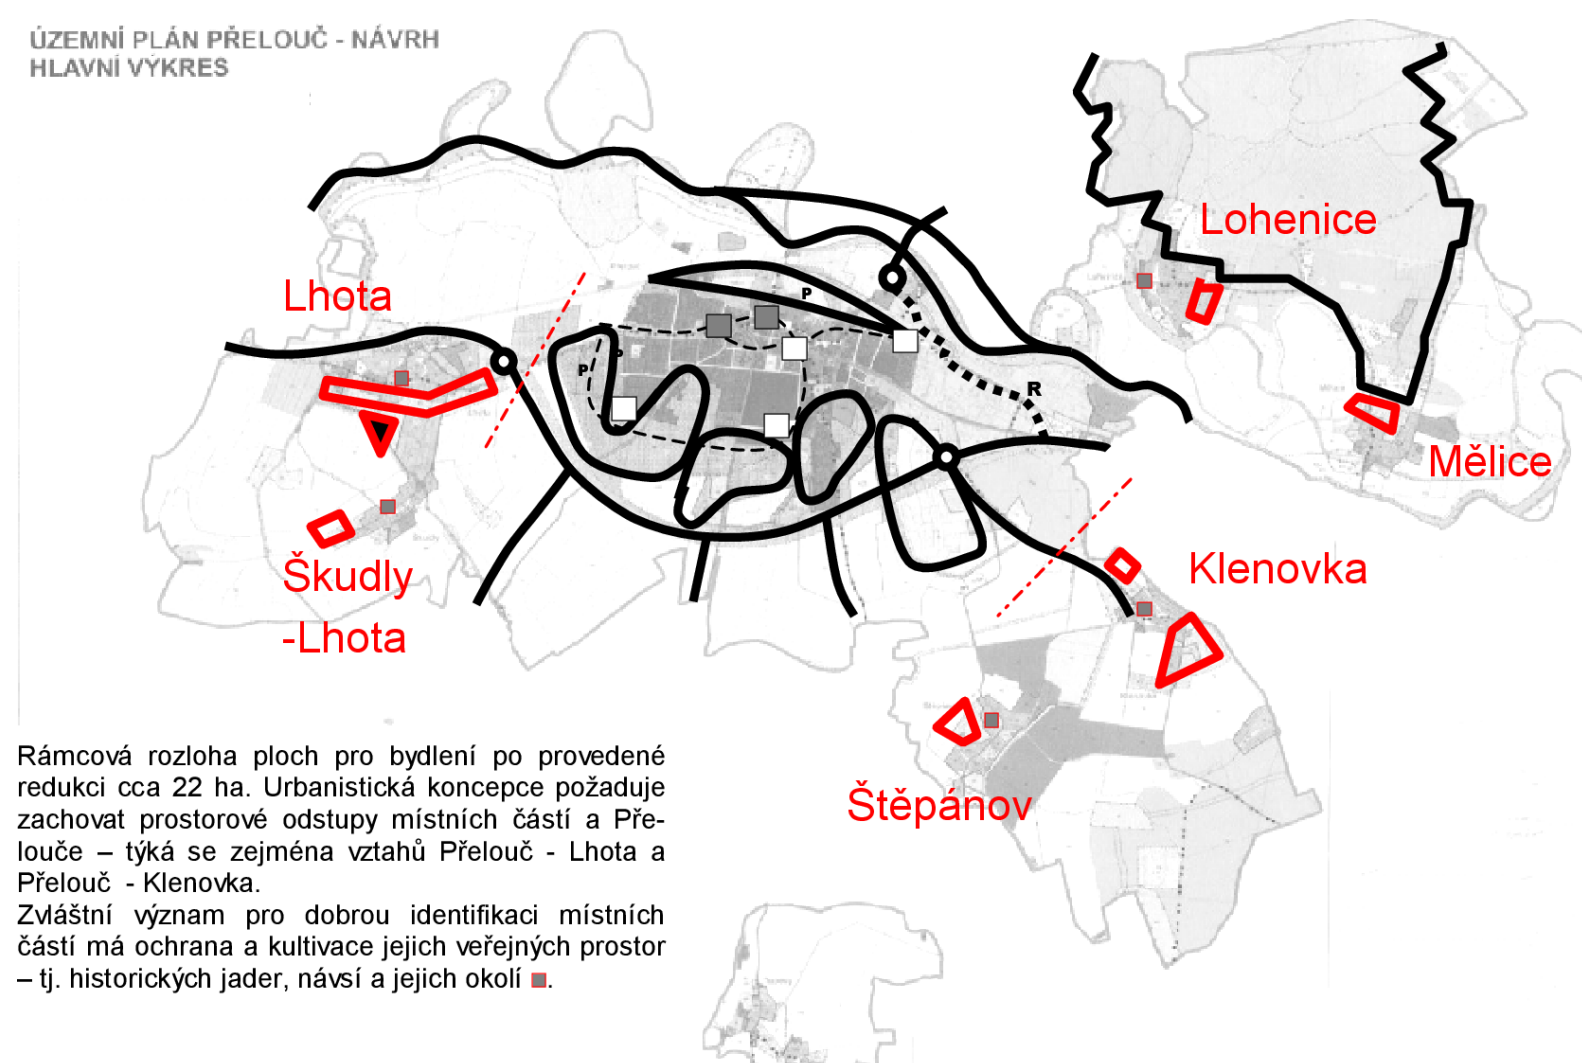 ÚZEMNÍ PLÁN PŘELOUČ - NÁVRH
HLAVNÍ VÝKRES
Lohenice
Lhota
P
P
P
R
Mělice
Klenovka
Škudly
-Lhota
Štěpánov
Rámcová rozloha ploch pro bydlení po provedené
redukci cca 22 ha. Urbanistická koncepce požaduje
zachovat prostorové odstupy místních částí a Pře-
louče – týká se zejména vztahů Přelouč - Lhota a
Přelouč - Klenovka.
Zvláštní význam pro dobrou identifikaci místních
částí má ochrana a kultivace jejich veřejných prostor
– tj. historických jader, návsí a jejich okolí .